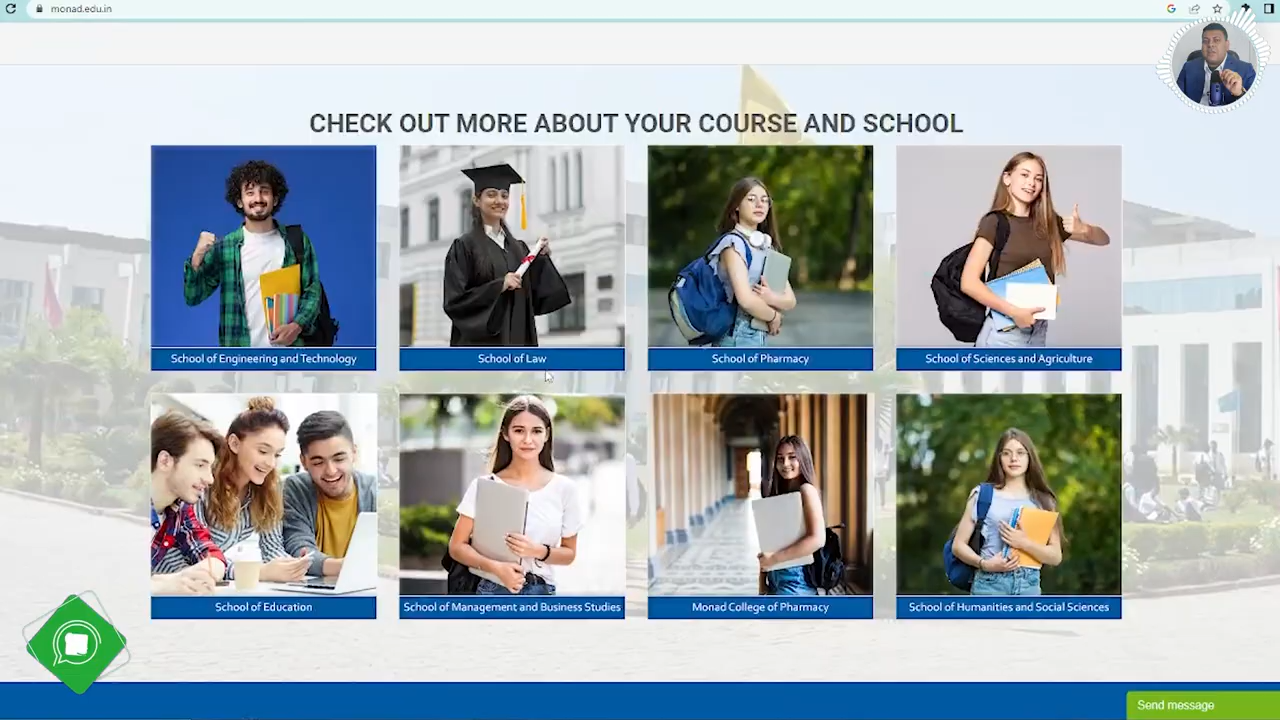 monad.edu.in
CHECK OUT MORE ABOUT YOUR COURSE AND SCHOOL
School of Engineering and Technology
School of Law
School of Pharmacy
School of Sciences and Agriculture
School of Education
School of Management and Business Studies
Monad College of Pharmacy
School of Humanities and Social Sciences
Send message